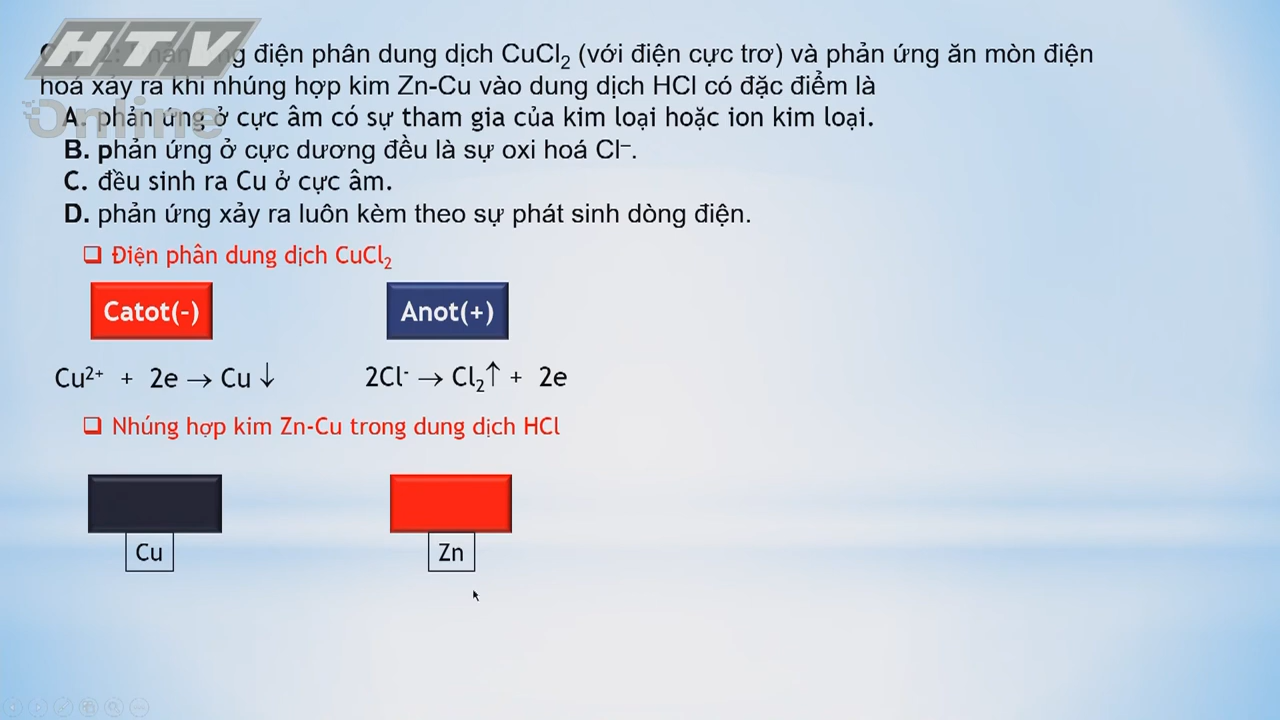 HTV
Online
điện phân dung dịch CuCl₂ (với điện cực trơ) và phản ứng ăn mòn điện
hoá xảy ra khi nhúng hợp kim Zn-Cu vào dung dịch HCl có đặc điểm là
A. phản ứng ở cực âm có sự tham gia của kim loại hoặc ion kim loại.
B. phản ứng ở cực dương đều là sự oxi hoá Cl⁻.
C. đều sinh ra Cu ở cực âm.
D. phản ứng xảy ra luôn kèm theo sự phát sinh dòng điện.
❑ Điện phân dung dịch CuCl₂
Catot(-) Anot(+)
Cu²⁺ + 2e → Cu ↓ 2Cl⁻ → Cl₂↑ + 2e
❑ Nhúng hợp kim Zn-Cu trong dung dịch HCl
Cu Zn